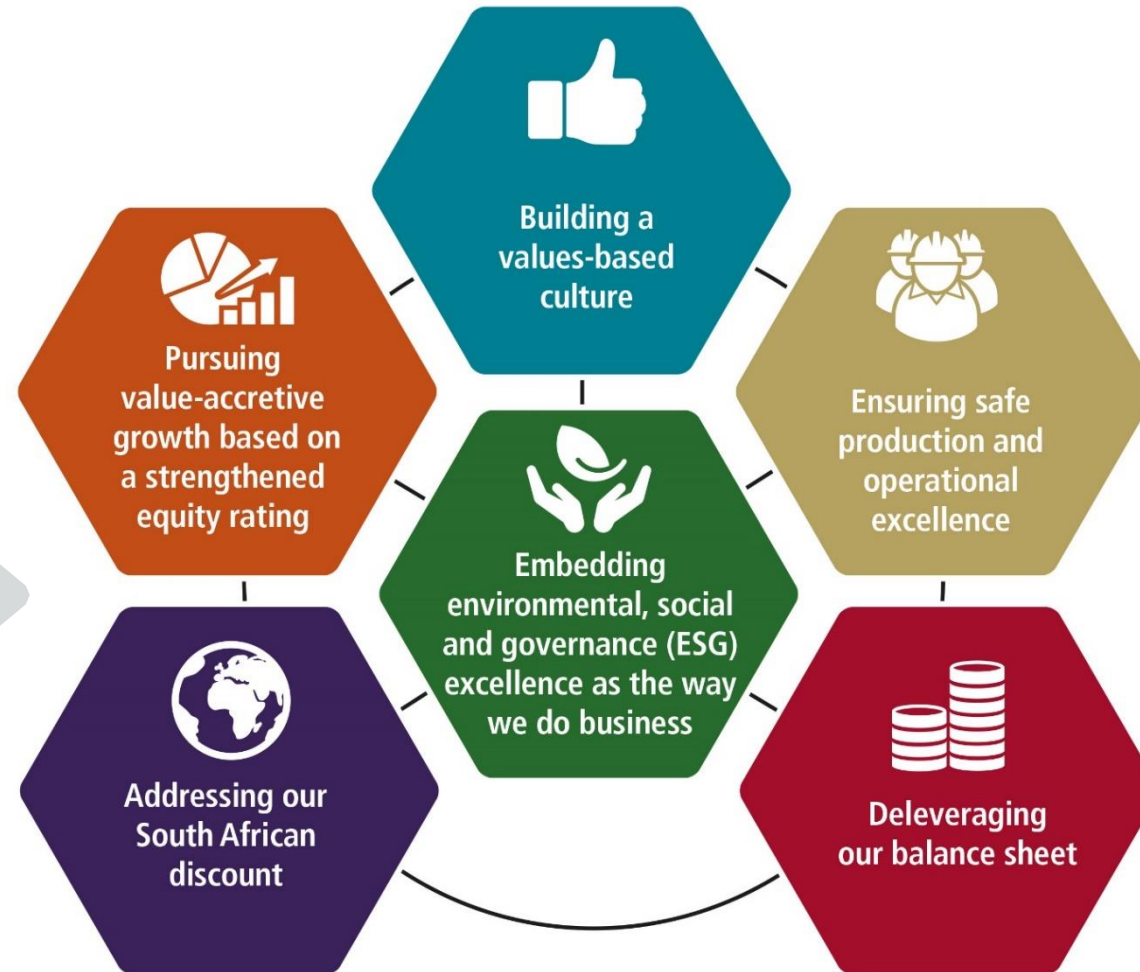 Building a
values-based
culture
Pursuing
value-accretive
growth based on
a strengthened
equity rating
Ensuring safe
production and
operational
excellence
Embedding
environmental, social
and governance (ESG)
excellence as the way
we do business
Addressing our
South African
discount
Deleveraging
our balance sheet